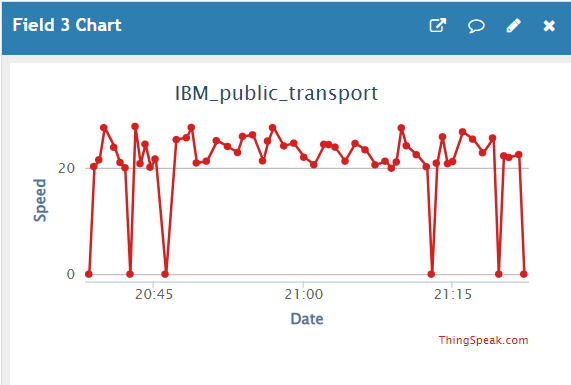 Field 3 Chart
IBM_public_transport
20
0
Speed
20:45
21:00
21:15
Date
ThingSpeak.com